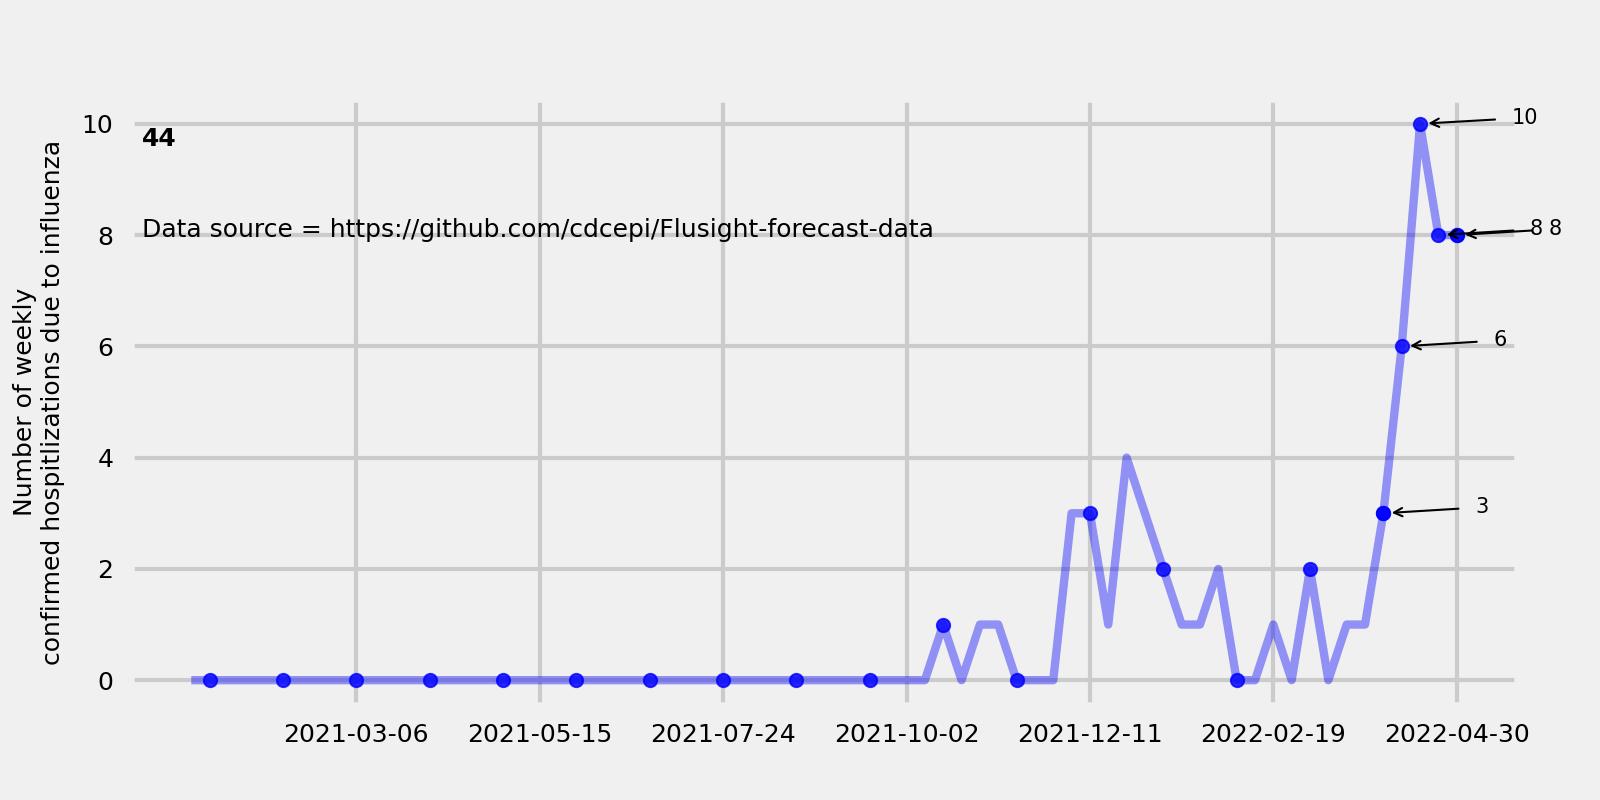 10
44
10
Number of weekly
confirmed hospitlizations due to influenza
Data source = https://github.com/cdcepi/Flusight-forecast-data
8
8 8
6
6
4
3
2
0
2021-03-06 2021-05-15 2021-07-24 2021-10-02 2021-12-11 2022-02-19 2022-04-30